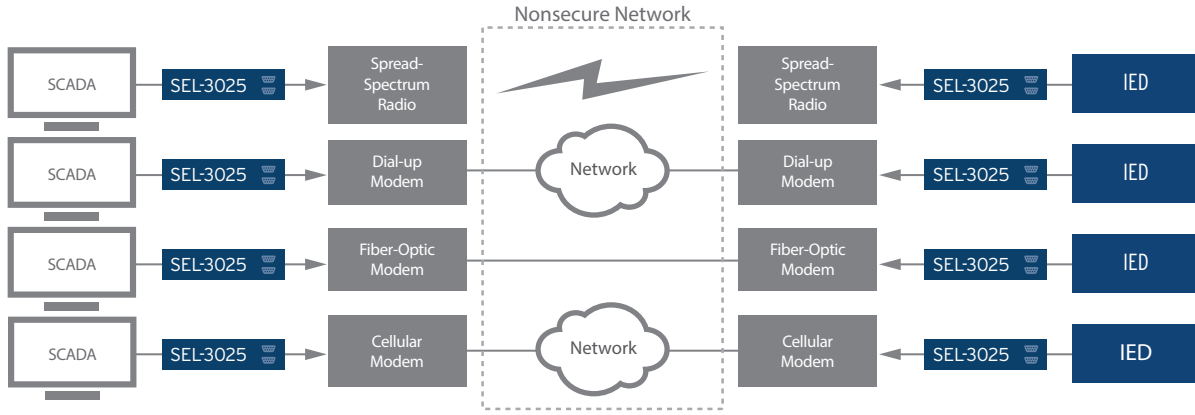 Nonsecure Network
SCADA
SEL-3025
Spread-
Spectrum
Radio
Spread-
Spectrum
Radio
SEL-3025
IED
SCADA
SEL-3025
Dial-up
Modem
Network
Dial-up
Modem
SEL-3025
IED
SCADA
SEL-3025
Fiber-Optic
Modem
Fiber-Optic
Modem
SEL-3025
IED
SCADA
SEL-3025
Cellular
Modem
Network
Cellular
Modem
SEL-3025
IED